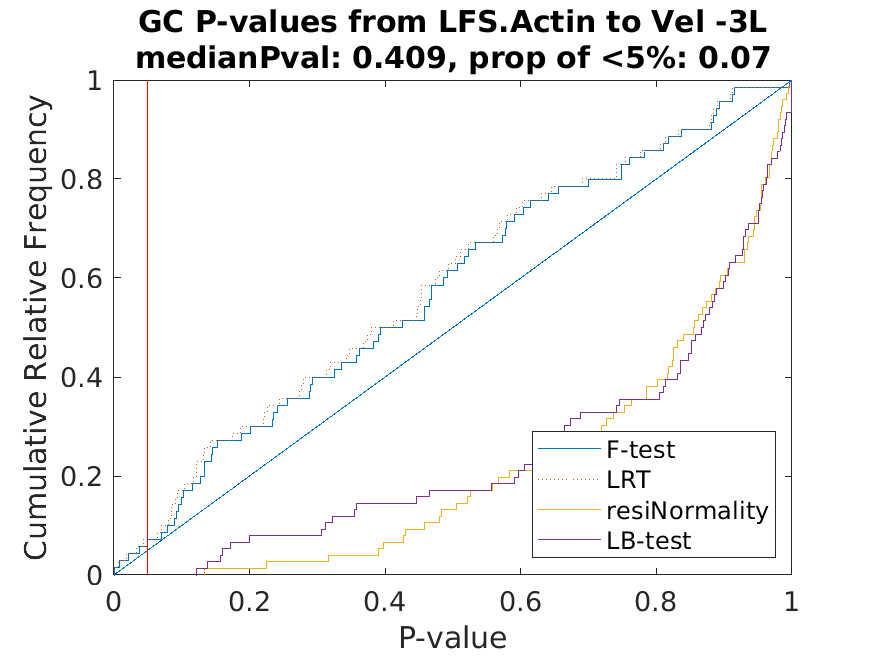 GC P-values from LFS.Actin to Vel -3L
medianPval: 0.409, prop of <5%: 0.07
Cumulative Relative Frequency
1
0.8
0.6
0.4
0.2
0
0 0.2 0.4 0.6 0.8 1
P-value
F-test
LRT
resiNormality
LB-test